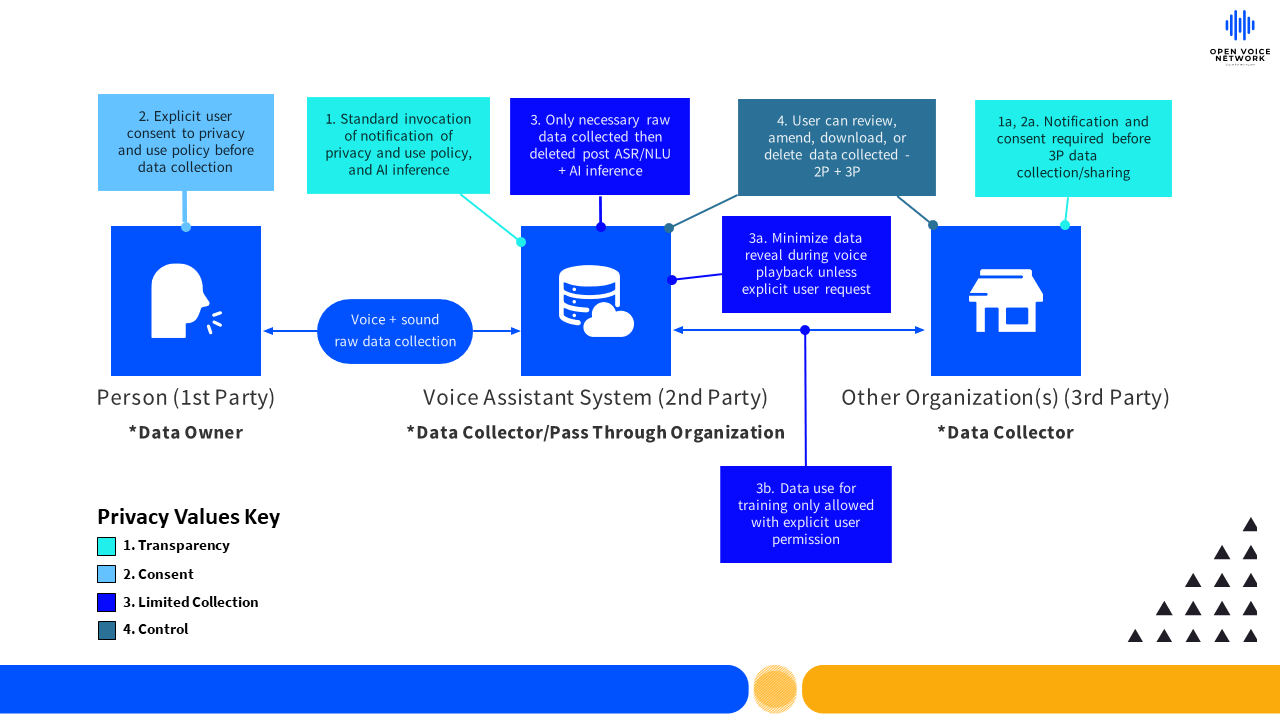 OPEN VOICE
NETWORK
2. Explicit user
consent to privacy
and use policy before
data collection
1. Standard invocation
of notification of
privacy and use policy,
and AI inference
3. Only necessary raw
data collected then
deleted post ASR/NLU
+ AI inference
4. User can review,
amend, download, or
delete data collected -
2P + 3P
1a, 2a. Notification and
consent required before
3P data
collection/sharing
3a. Minimize data
reveal during voice
playback unless
explicit user request
Voice + sound
raw data collection
Person (1st Party)
*Data Owner
Voice Assistant System (2nd Party)
*Data Collector/Pass Through Organization
Other Organization(s) (3rd Party)
*Data Collector
3b. Data use for
training only allowed
with explicit user
permission
Privacy Values Key
1. Transparency
2. Consent
3. Limited Collection
4. Control